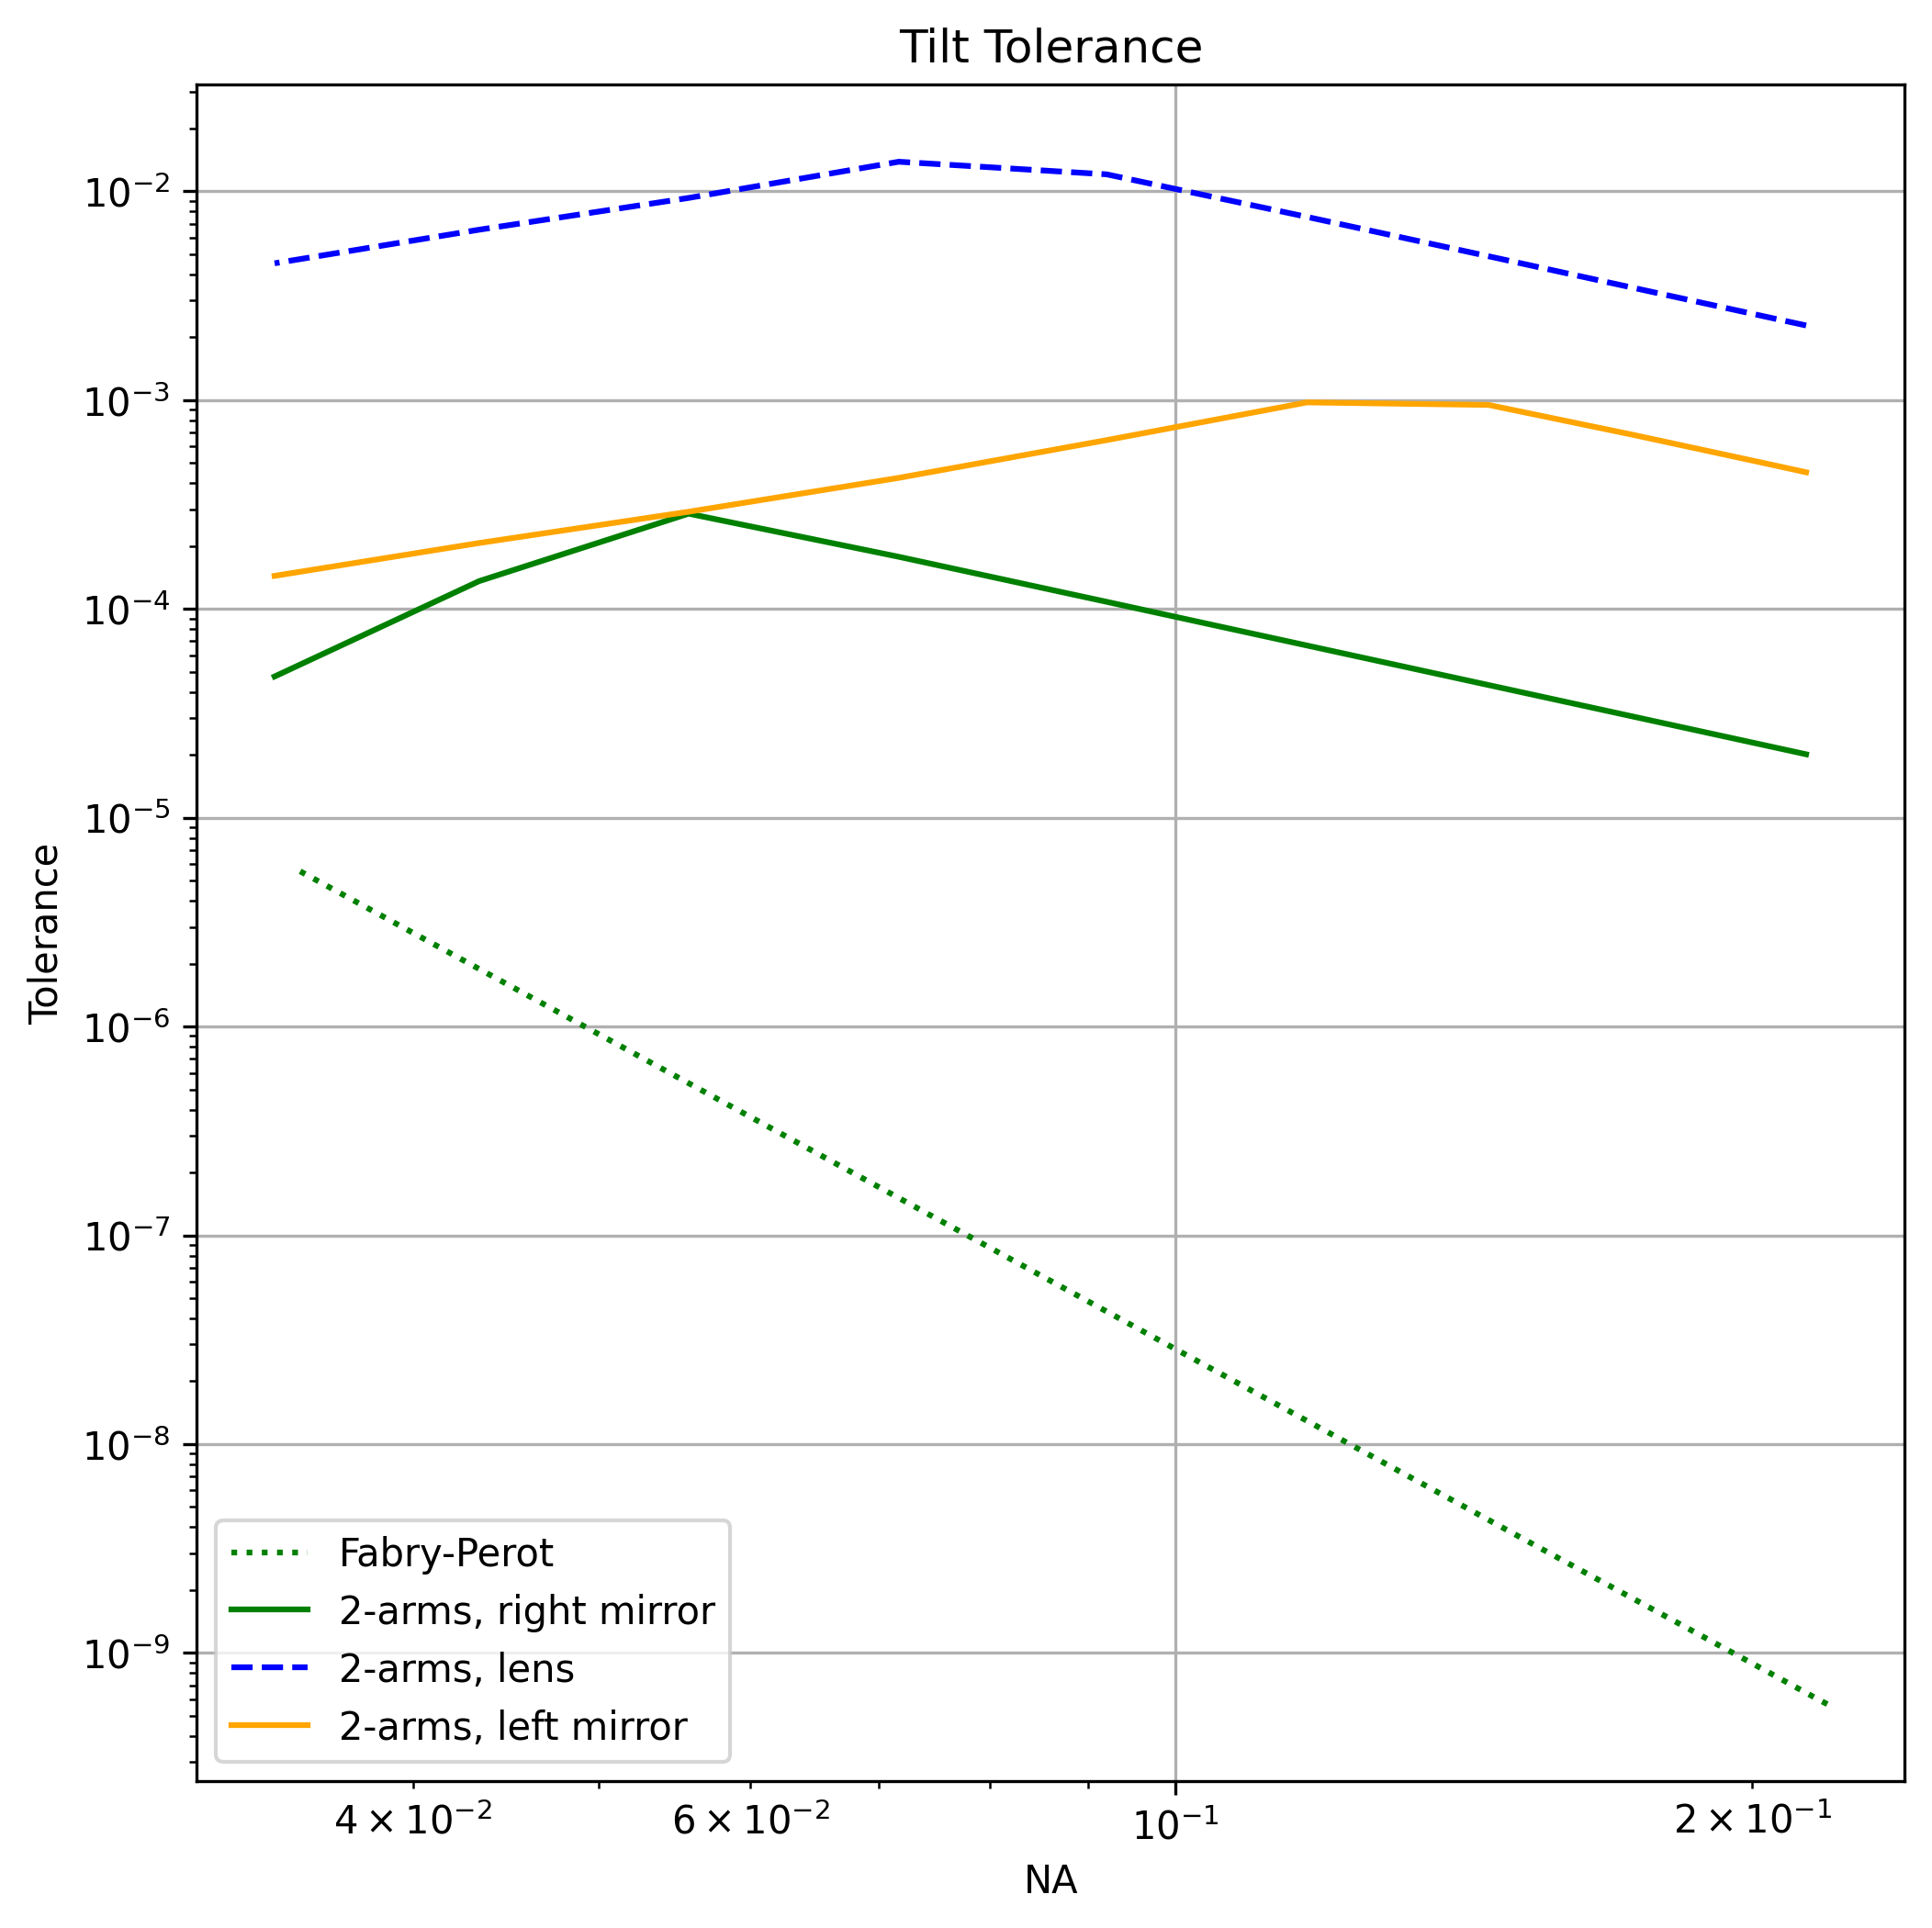 Tilt Tolerance
Tolerance
10⁻²
10⁻³
10⁻⁴
10⁻⁵
10⁻⁶
10⁻⁷
10⁻⁸
10⁻⁹
Fabry-Perot
2-arms, right mirror
2-arms, lens
2-arms, left mirror
4 × 10⁻² 6 × 10⁻² 10⁻¹ 2 × 10⁻¹
NA